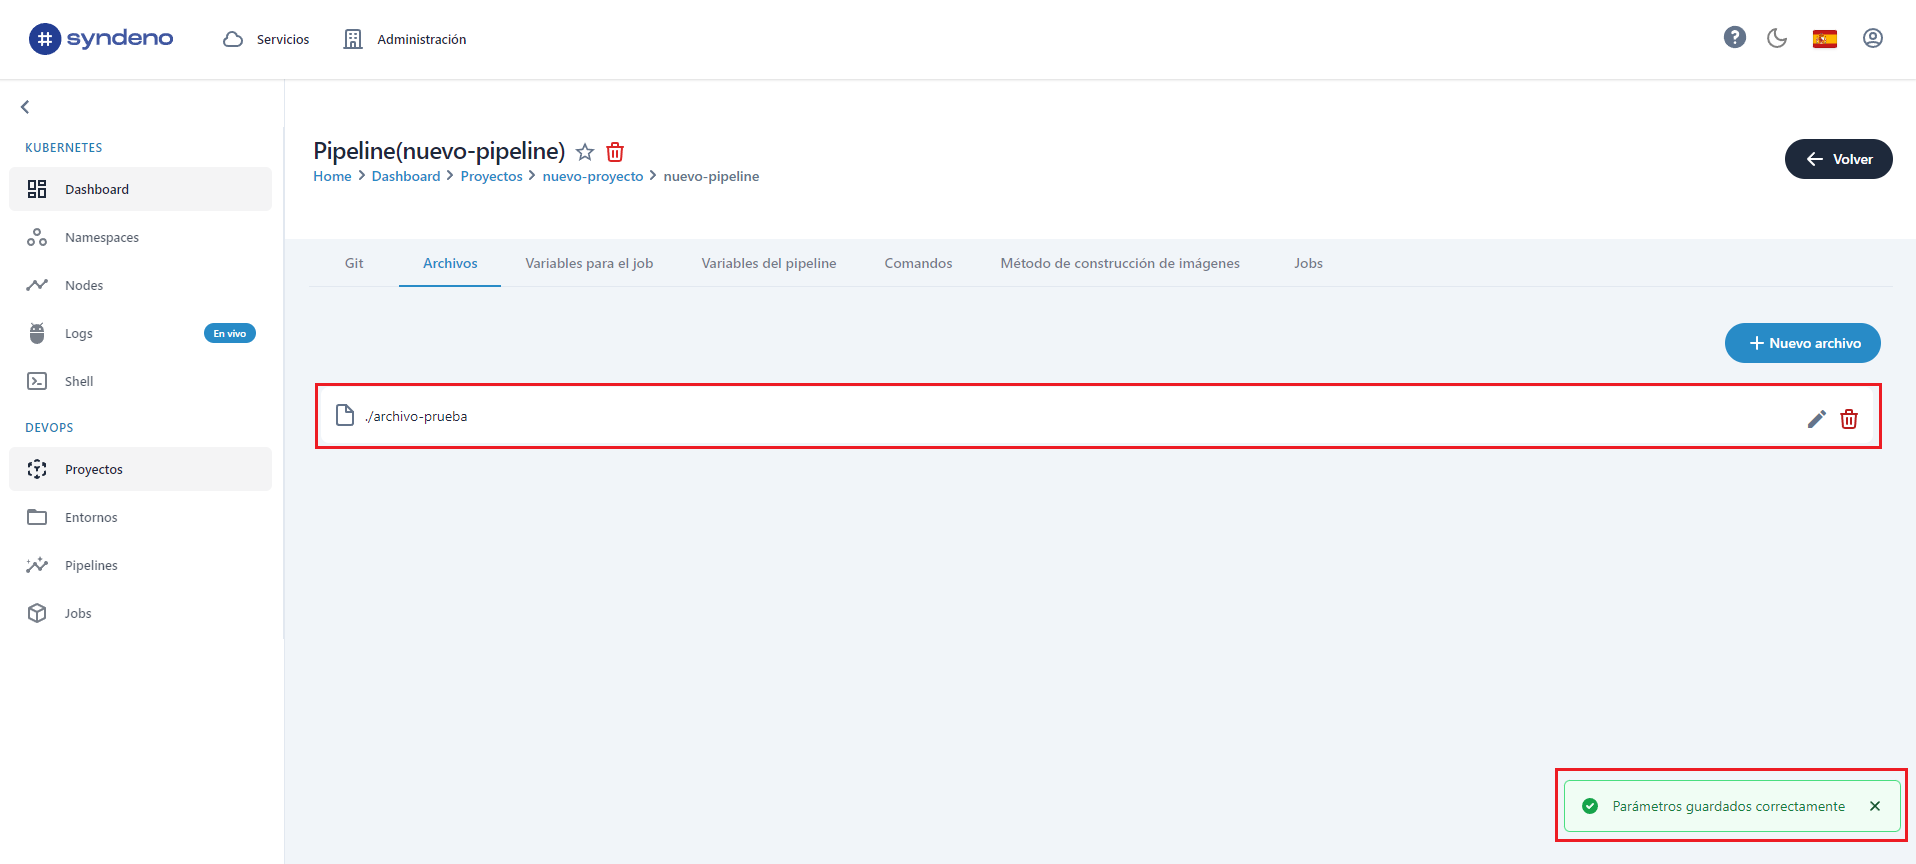 syndeno
Servicios
Administración
KUBERNETES
Dashboard
Namespaces
Nodes
Logs
En vivo
Shell
DEVOPS
Proyectos
Entornos
Pipelines
Jobs
Pipeline(nuevo-pipeline)
Home > Dashboard > Proyectos > nuevo-proyecto > nuevo-pipeline
Volver
Git Archivos Variables para el job Variables del pipeline Comandos Método de construcción de imágenes Jobs
+ Nuevo archivo
./archivo-prueba
Parámetros guardados correctamente